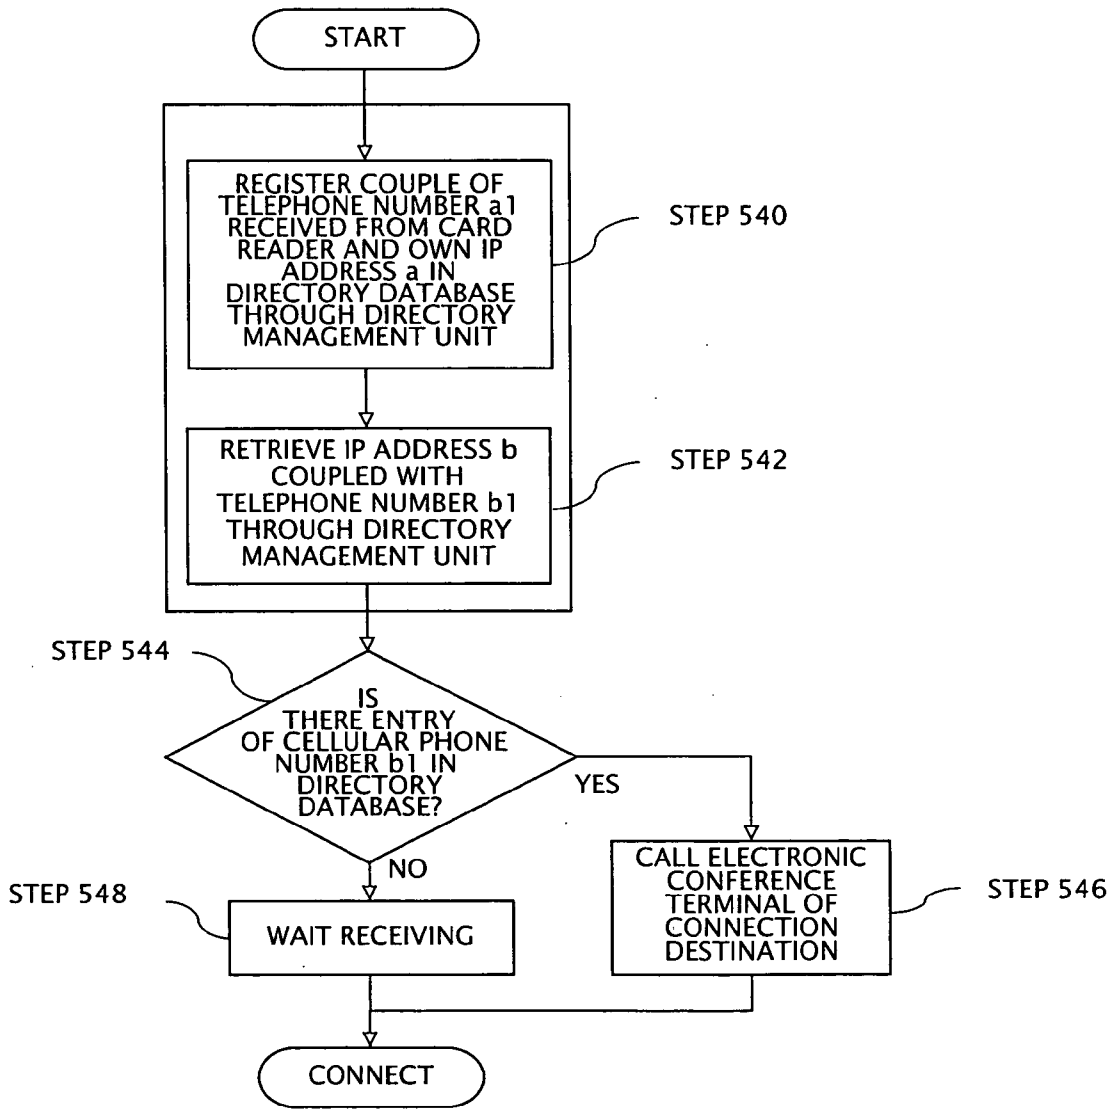 START
REGISTER COUPLE OF
TELEPHONE NUMBER a1
RECEIVED FROM CARD
READER AND OWN IP
ADDRESS a IN
DIRECTORY DATABASE
THROUGH DIRECTORY
MANAGEMENT UNIT
STEP 540
RETRIEVE IP ADDRESS b
COUPLED WITH
TELEPHONE NUMBER b1
THROUGH DIRECTORY
MANAGEMENT UNIT
STEP 542
STEP 544
IS
THERE ENTRY
OF CELLULAR PHONE
NUMBER b1 IN
DIRECTORY
DATABASE?
YES
NO
CALL ELECTRONIC
CONFERENCE
TERMINAL OF
CONNECTION
DESTINATION
STEP 546
STEP 548
WAIT RECEIVING
CONNECT